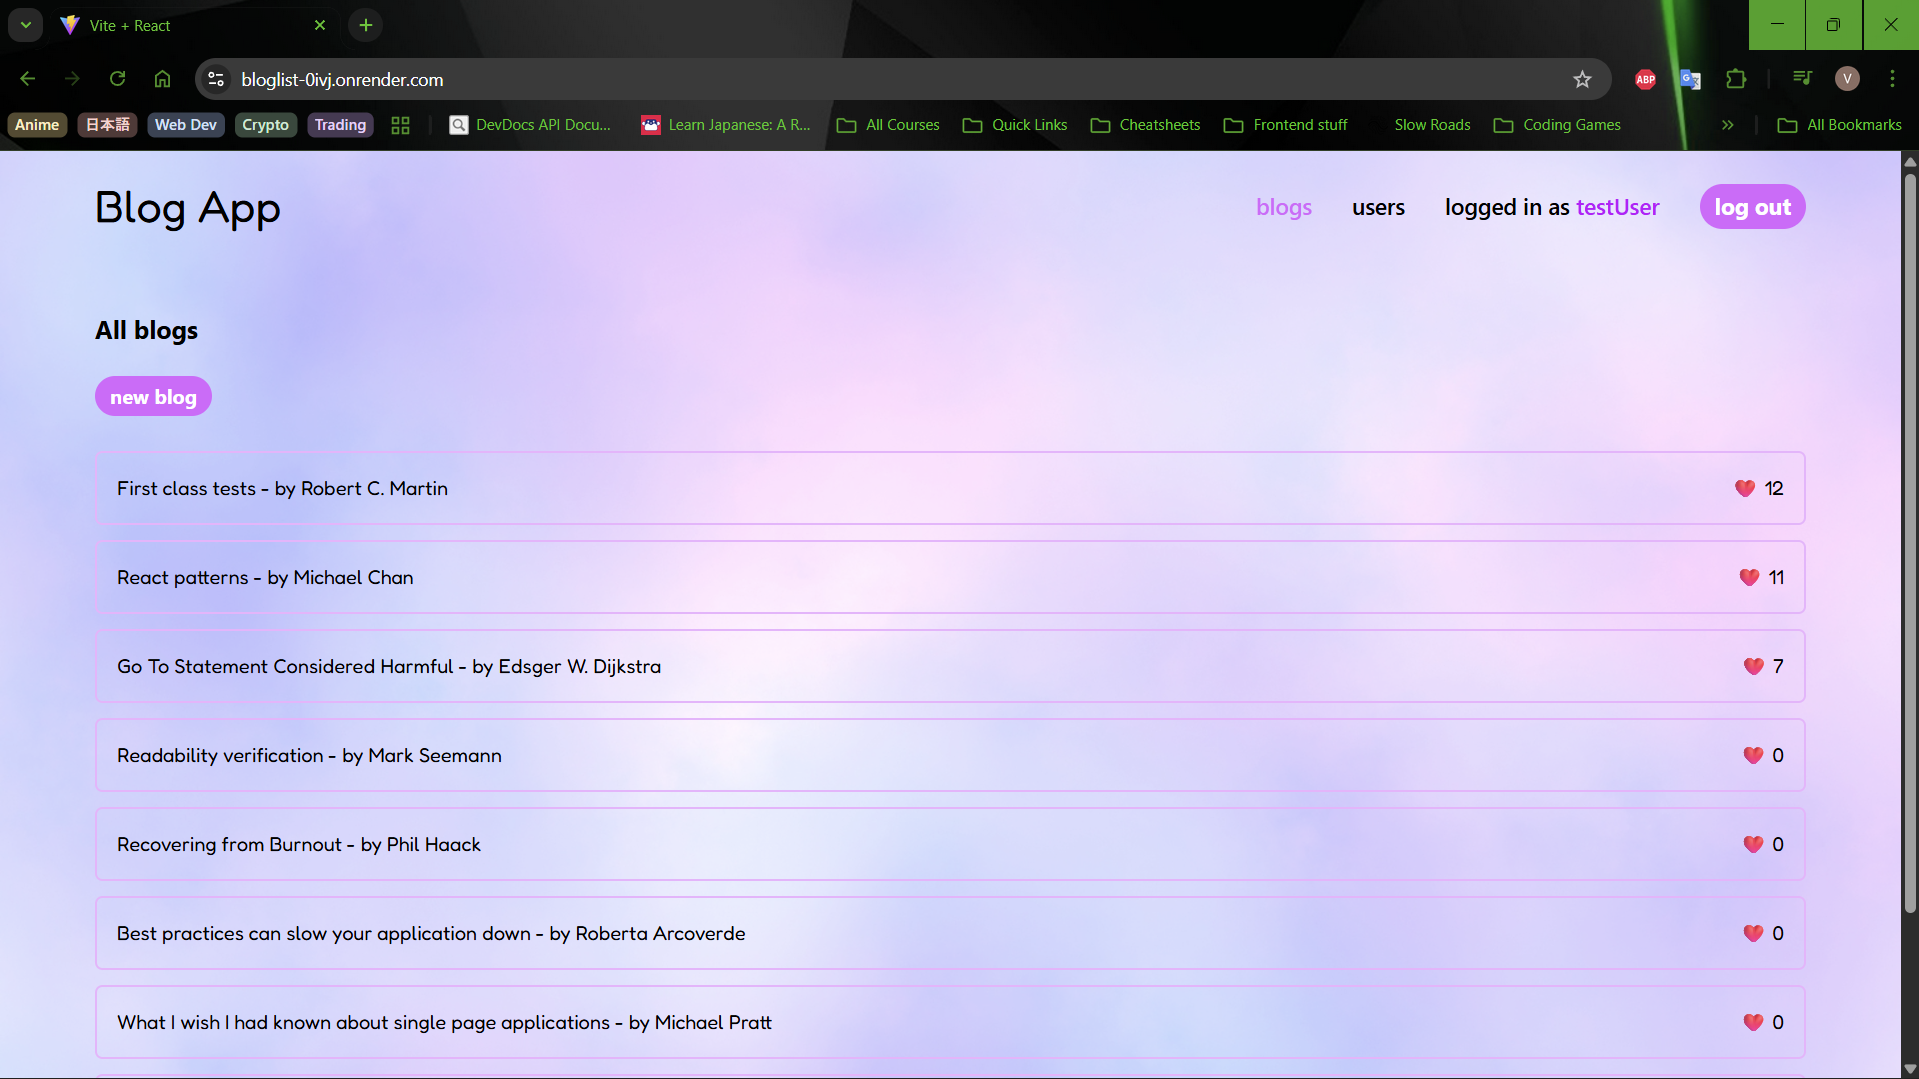 Vite + React
bloglist-0ivj.onrender.com
ABP
V
Anime 日本語 Web Dev Crypto Trading DevDocs API Docu... Learn Japanese: A R... All Courses Quick Links Cheatsheets Frontend stuff Slow Roads Coding Games » All Bookmarks
Blog App blogs users logged in as testUser log out
All blogs
new blog
First class tests - by Robert C. Martin 12
React patterns - by Michael Chan 11
Go To Statement Considered Harmful - by Edsger W. Dijkstra 7
Readability verification - by Mark Seemann 0
Recovering from Burnout - by Phil Haack 0
Best practices can slow your application down - by Roberta Arcoverde 0
What I wish I had known about single page applications - by Michael Pratt 0